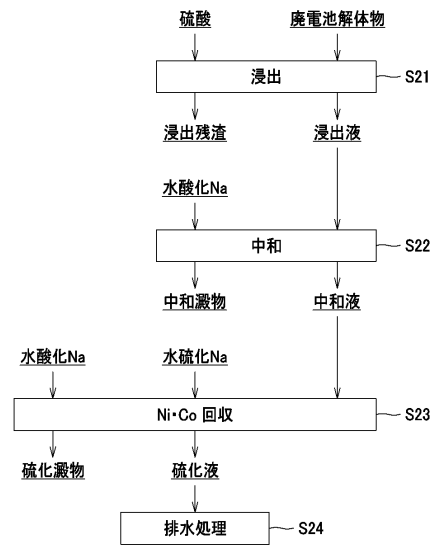 硫酸 廃電池解体物
浸出 S21
浸出残渣 浸出液
水酸化Na
中和 S22
中和澱物 中和液
水酸化Na 水硫化Na
Ni・Co 回収 S23
硫化澱物 硫化液
排水処理 S24